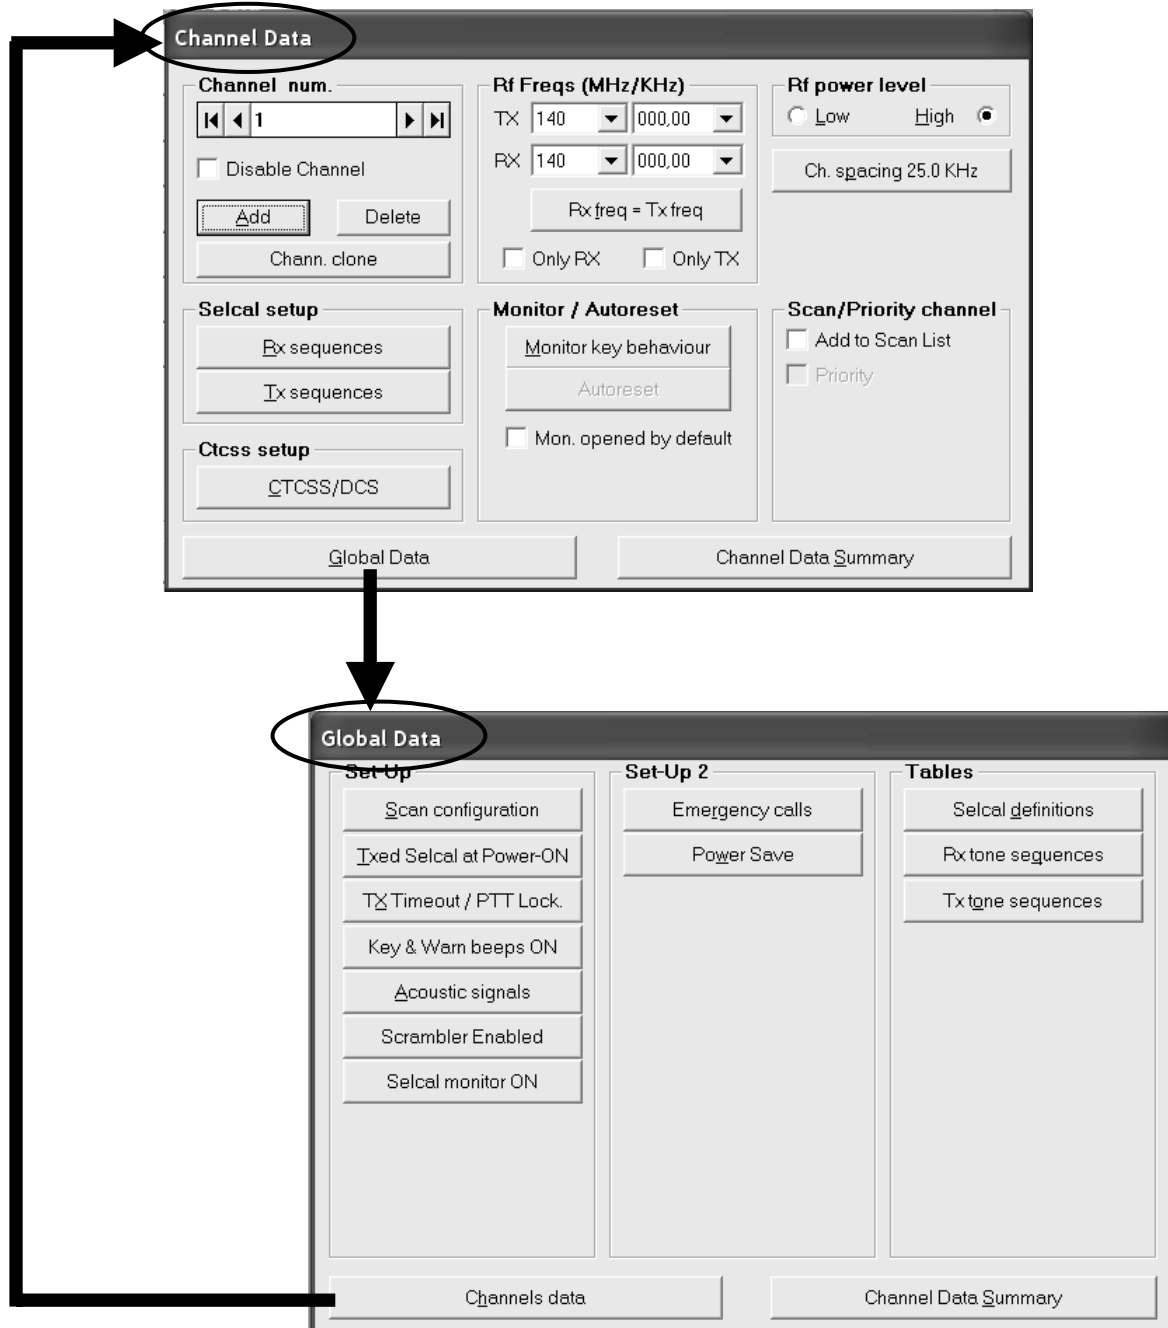 Channel Data
Channel num.
1
Disable Channel
Add Delete
Chann. clone
Rf Freqs (MHz/KHz)
TX 140 000,00
RX 140 000,00
Rx freq = Tx freq
Only RX Only TX
Rf power level
Low High
Ch. spacing 25.0 KHz
Selcal setup
Rx sequences
Tx sequences
Monitor / Autoreset
Monitor key behaviour
Autoreset
Mon. opened by default
Scan/Priority channel
Add to Scan List
Priority
Ctcss setup
CTCSS/DCS
Global Data Channel Data Summary
Global Data
Set-Up
Scan configuration
Txed Selcal at Power-ON
TX Timeout / PTT Lock.
Key & Warn beeps ON
Acoustic signals
Scrambler Enabled
Selcal monitor ON
Set-Up 2
Emergency calls
Power Save
Tables
Selcal definitions
Rx tone sequences
Tx tone sequences
Channels data Channel Data Summary